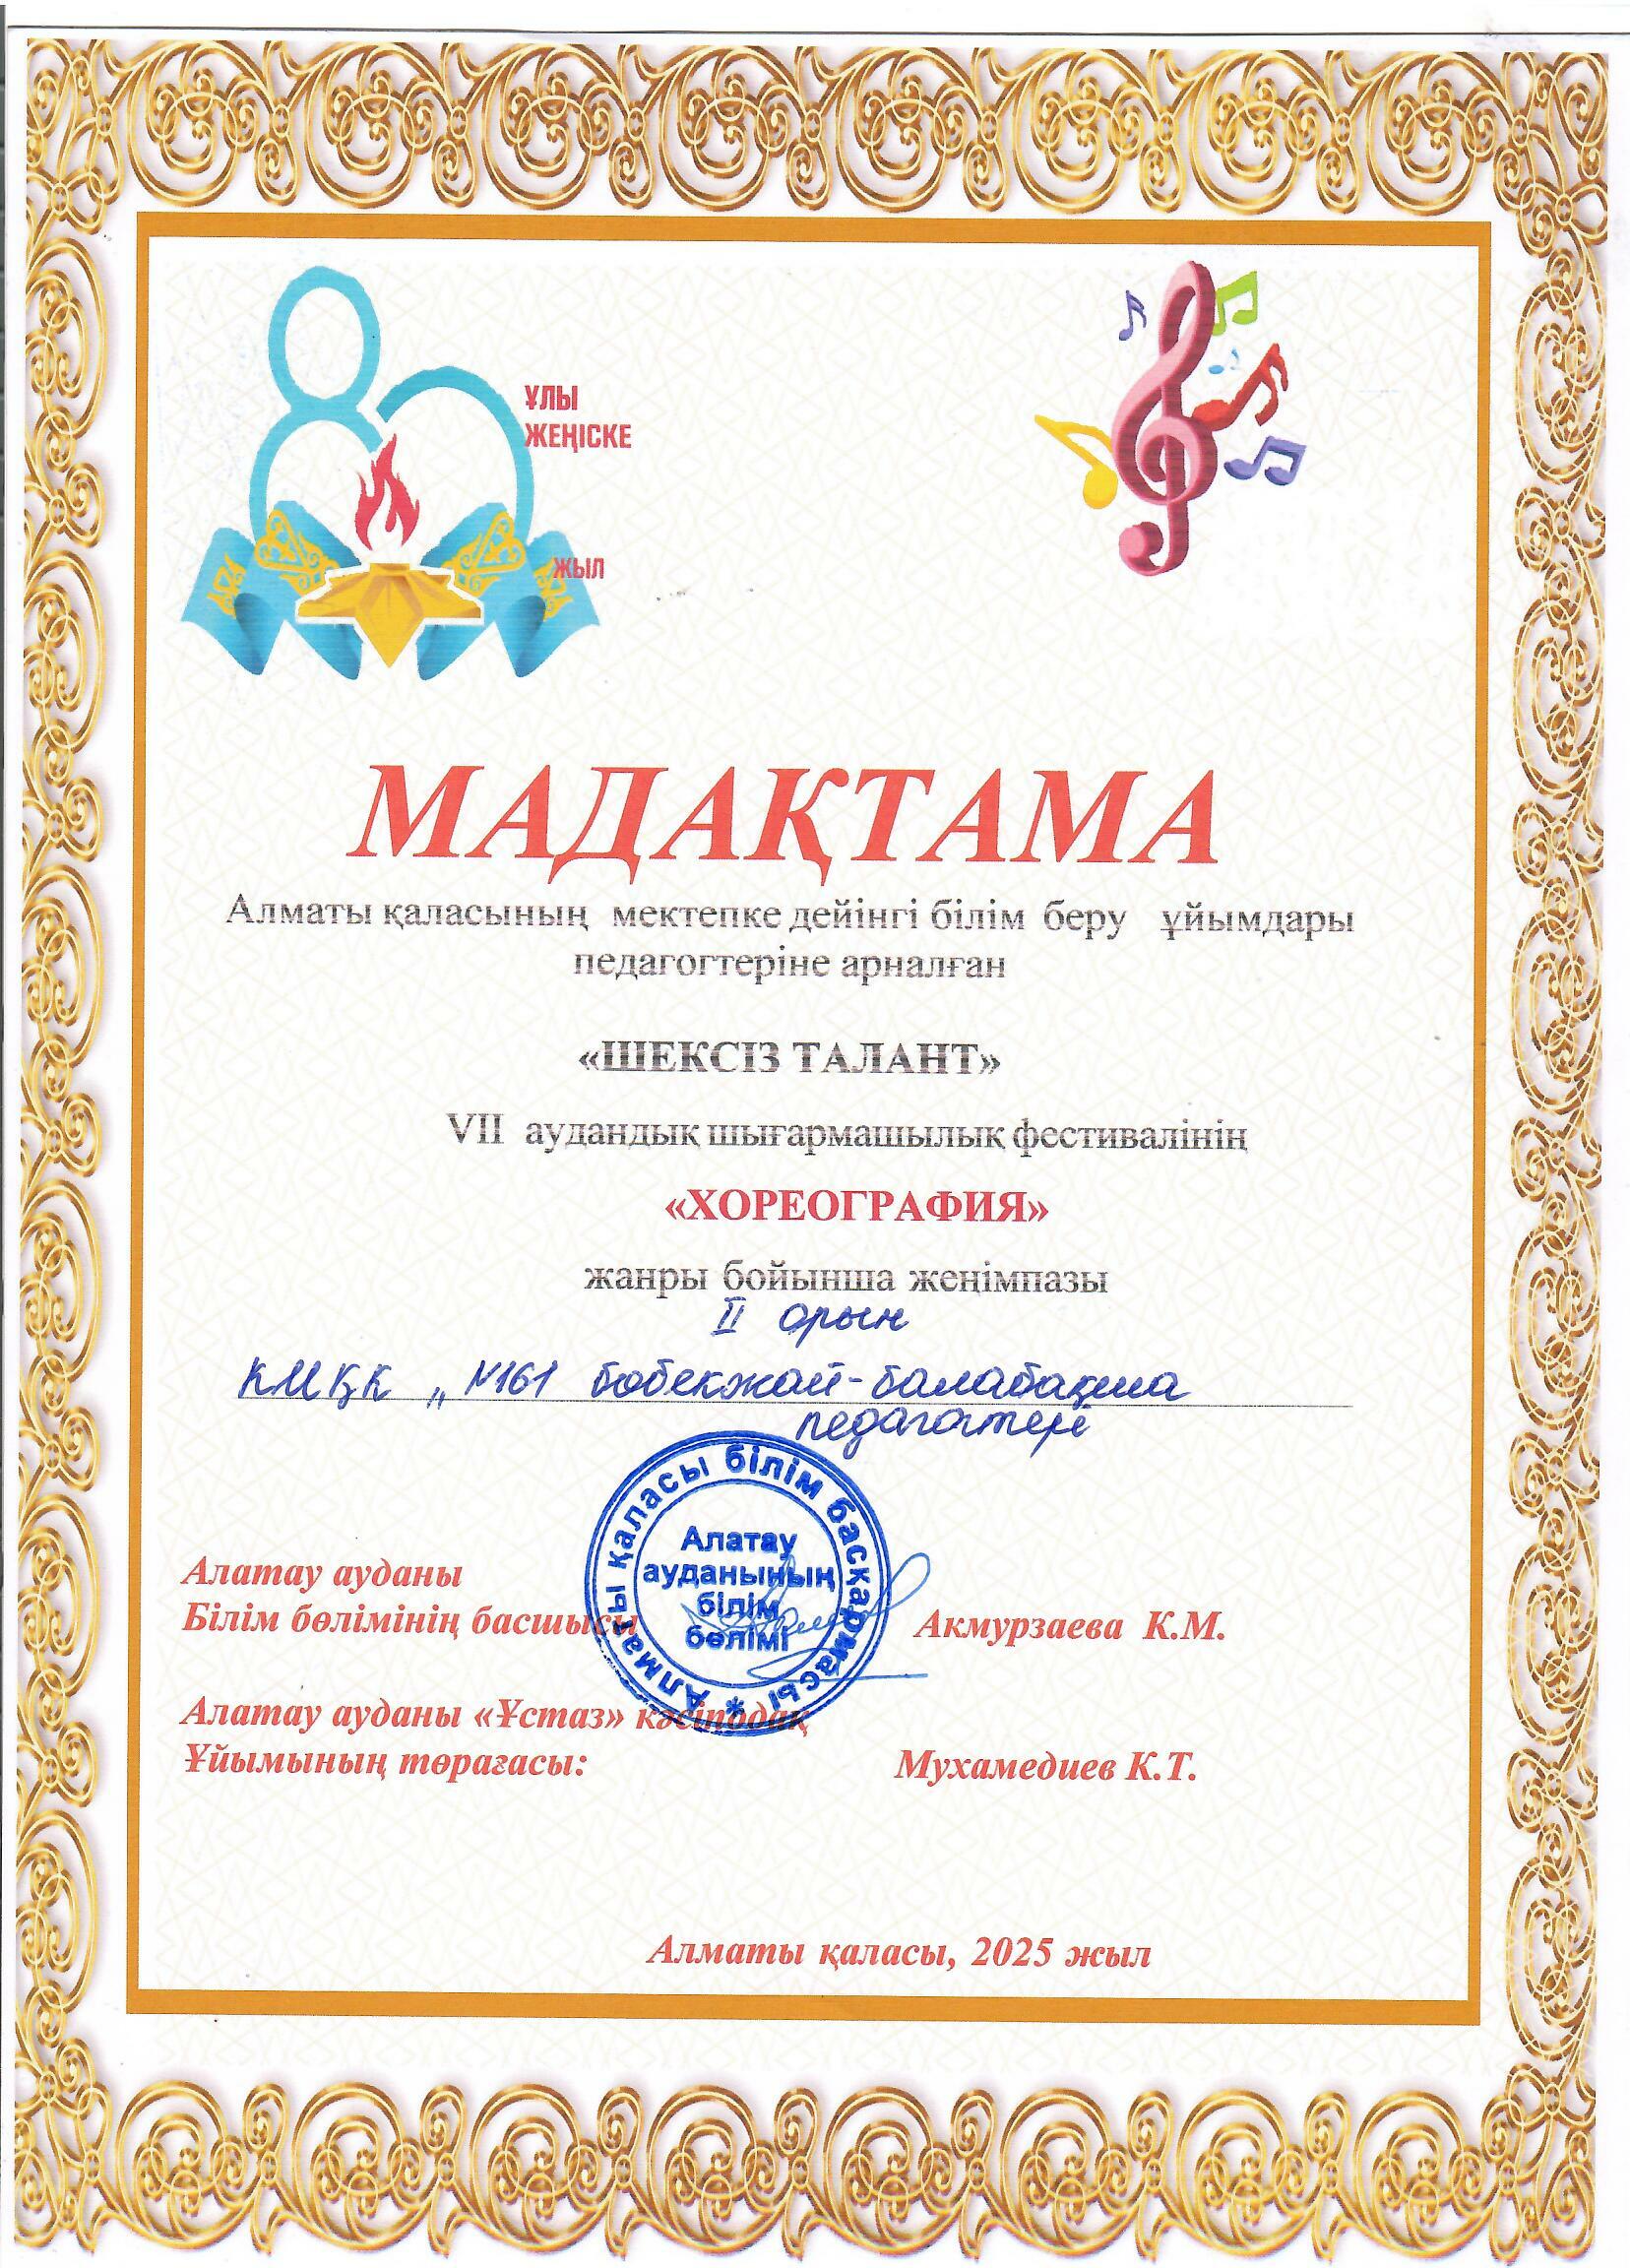 ҰЛЫ
ЖЕҢІСКЕ
ЖЫЛ
МАДАҚТАМА
Алматы қаласының мектепке дейінгі білім беру ұйымдары
педагогтеріне арналған
«ШЕКСІЗ ТАЛАНТ»
VII аудандық шығармашылық фестивалінің
«ХОРЕОГРАФИЯ»
жанры бойынша жеңімпазы
II орын
КМҚК „ №161 бөбекжай-балабақша
педагогтері
Алматы қаласы білім басқармасы *
Алатау
ауданының
білім
бөлімі
Алатау ауданы
Білім бөлімінің басшысы
Акмурзаева К.М.
Алатау ауданы «Ұстаз» кәсіподақ
Ұйымының төрағасы:
Мухамедиев К.Т.
Алматы қаласы, 2025 жыл